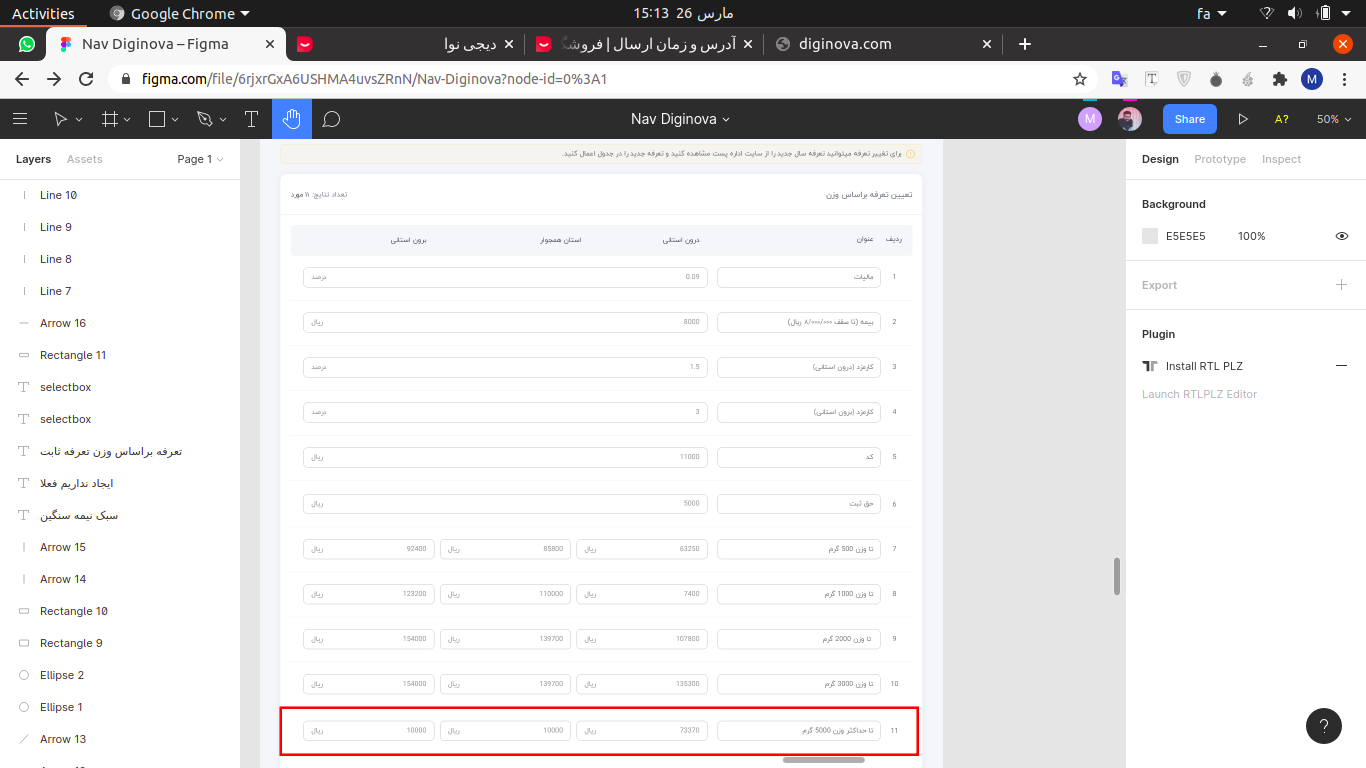 Activities
Google Chrome
15:13 26 مارس
fa
Nav Diginova – Figma
دیجی نوا
آدرس و زمان ارسال | فروشگ
diginova.com
figma.com/file/6rjxrGxA6USHMA4uvsZRnN/Nav-Diginova?node-id=0%3A1
M
Nav Diginova
M
Share
A?
50%
Layers
Assets
Page 1
Line 10
Line 9
Line 8
Line 7
Arrow 16
Rectangle 11
selectbox
selectbox
تعرفه براساس وزن تعرفه ثابت
ایجاد نداریم فعلا
سبک نیمه سنگین
Arrow 15
Arrow 14
Rectangle 10
Rectangle 9
Ellipse 2
Ellipse 1
Arrow 13
برای تغییر تعرفه میتوانید تعرفه سال جدید را از سایت اداره پست مشاهده کنید و تعرفه جدید را در جدول اعمال کنید.
تعیین تعرفه براساس وزن
تعداد نتایج: ۱۱ مورد
ردیف عنوان درون استانی استان همجوار برون استانی
1 مالیات 0.09 درصد
2 بیمه (تا سقف ۸/۰۰۰/۰۰۰ ریال) 8000 ریال
3 کارمزد (درون استانی) 1.5 درصد
4 کارمزد (برون استانی) 3 درصد
5 کد 11000 ریال
6 حق ثبت 5000 ریال
7 تا وزن 500 گرم 63250 ریال 85800 ریال 92400 ریال
8 تا وزن 1000 گرم 7400 ریال 110000 ریال 123200 ریال
9 تا وزن 2000 گرم 107800 ریال 139700 ریال 154000 ریال
10 تا وزن 3000 گرم 135300 ریال 139700 ریال 154000 ریال
11 تا حداکثر وزن 5000 گرم 73370 ریال 10000 ریال 10000 ریال
Design
Prototype
Inspect
Background
E5E5E5
100%
Export
Plugin
Install RTL PLZ
Launch RTLPLZ Editor
?